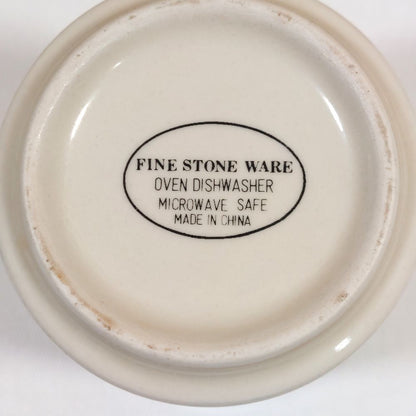 FINE STONE WARE
OVEN DISHWASHER
MICROWAVE SAFE
MADE IN CHINA